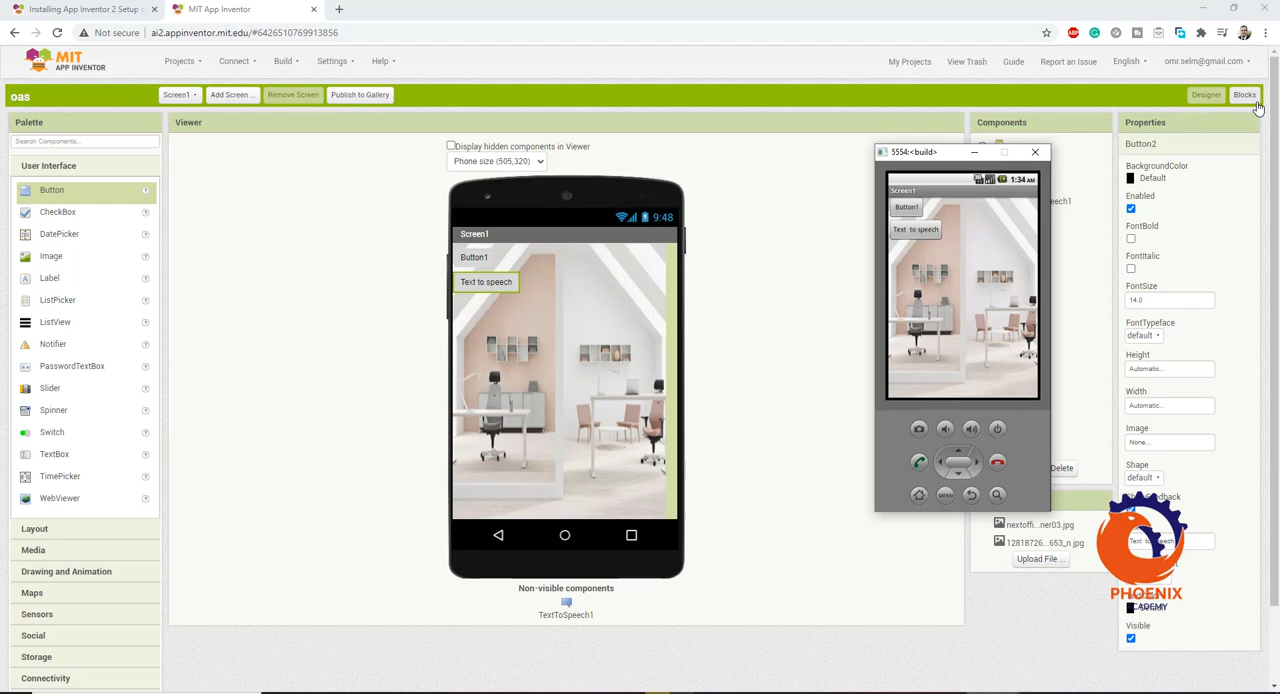 Installing App Inventor 2 Setup
MIT App Inventor
Not secure
ai2.appinventor.mit.edu/#6426510769913856
MIT
APP INVENTOR
Projects
Connect
Build
Settings
Help
My Projects
View Trash
Guide
Report an Issue
English
omr.selm@gmail.com
oas
Screen1
Add Screen ...
Remove Screen
Publish to Gallery
Designer
Blocks
Palette
Search Components...
User Interface
Button
CheckBox
DatePicker
Image
Label
ListPicker
ListView
Notifier
PasswordTextBox
Slider
Spinner
Switch
TextBox
TimePicker
WebViewer
Layout
Media
Drawing and Animation
Maps
Sensors
Social
Storage
Connectivity
Viewer
Display hidden components in Viewer
Phone size (505,320)
9:48
Screen1
Button1
Text to speech
Non-visible components
TextToSpeech1
Components
5554:<build>
1:34 AM
Screen1
Button1
Text to speech
MENU
eech1
Delete
nextoffi...ner03.jpg
12818726...653_n.jpg
Upload File ...
Properties
Button2
BackgroundColor
Default
Enabled
FontBold
FontItalic
FontSize
14.0
FontTypeface
default
Height
Automatic...
Width
Automatic...
Image
None...
Shape
default
Text to speech
PHOENIX
ACADEMY
Visible